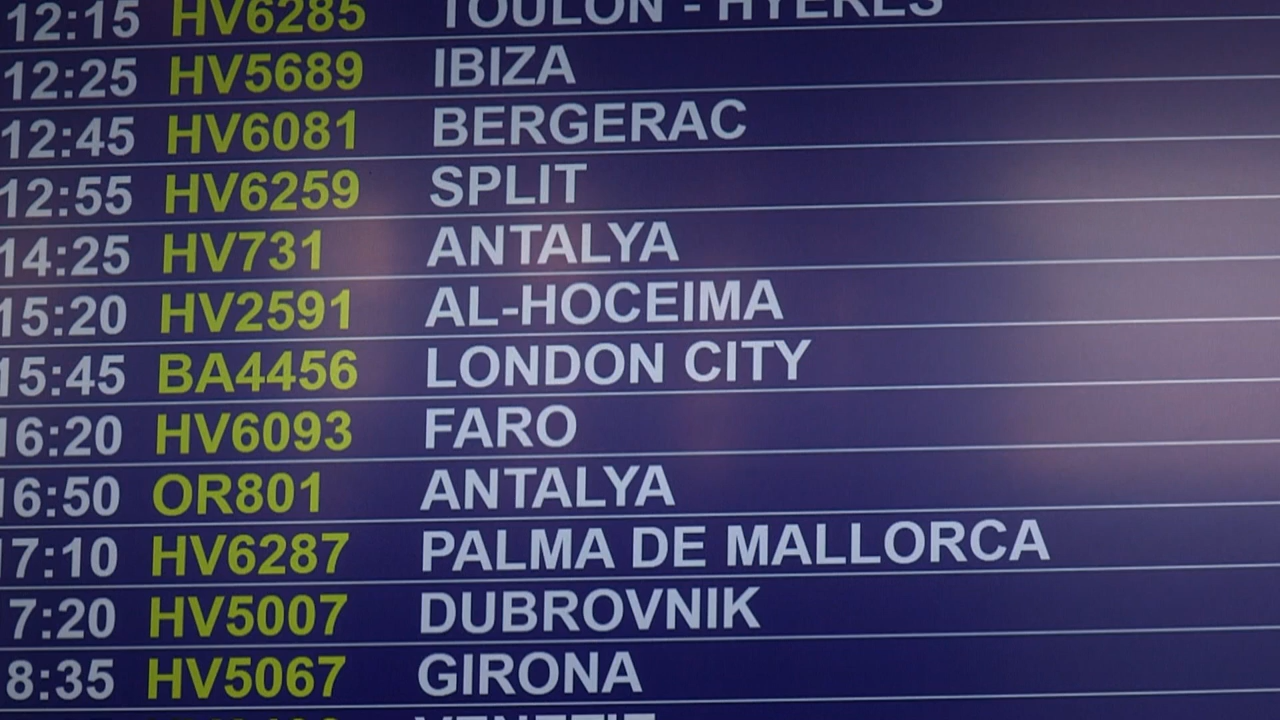 12:15 HV6285 TOULON - HYERES
12:25 HV5689 IBIZA
12:45 HV6081 BERGERAC
12:55 HV6259 SPLIT
14:25 HV731 ANTALYA
15:20 HV2591 AL-HOCEIMA
15:45 BA4456 LONDON CITY
16:20 HV6093 FARO
16:50 OR801 ANTALYA
17:10 HV6287 PALMA DE MALLORCA
7:20 HV5007 DUBROVNIK
8:35 HV5067 GIRONA